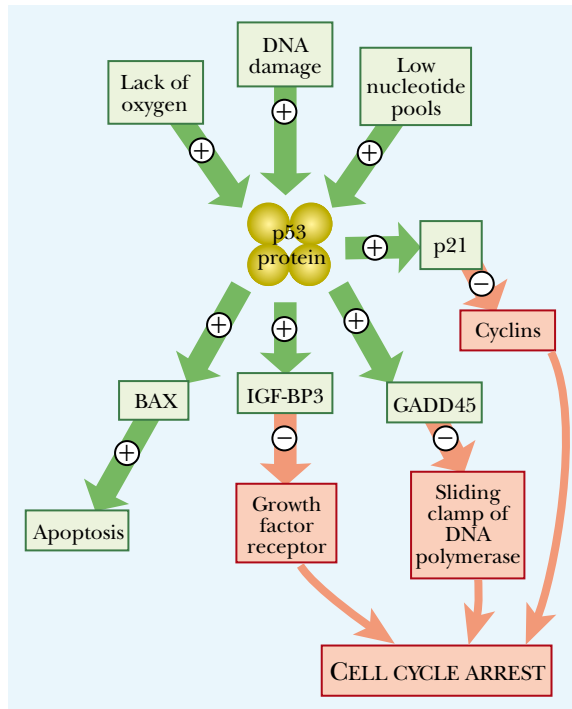 Lack of
oxygen
DNA
damage
Low
nucleotide
pools
+
+
+
p53
protein
+
p21
−
Cyclins
+
+
+
BAX
IGF-BP3
GADD45
+
−
−
Apoptosis
Growth
factor
receptor
Sliding
clamp of
DNA
polymerase
CELL CYCLE ARREST